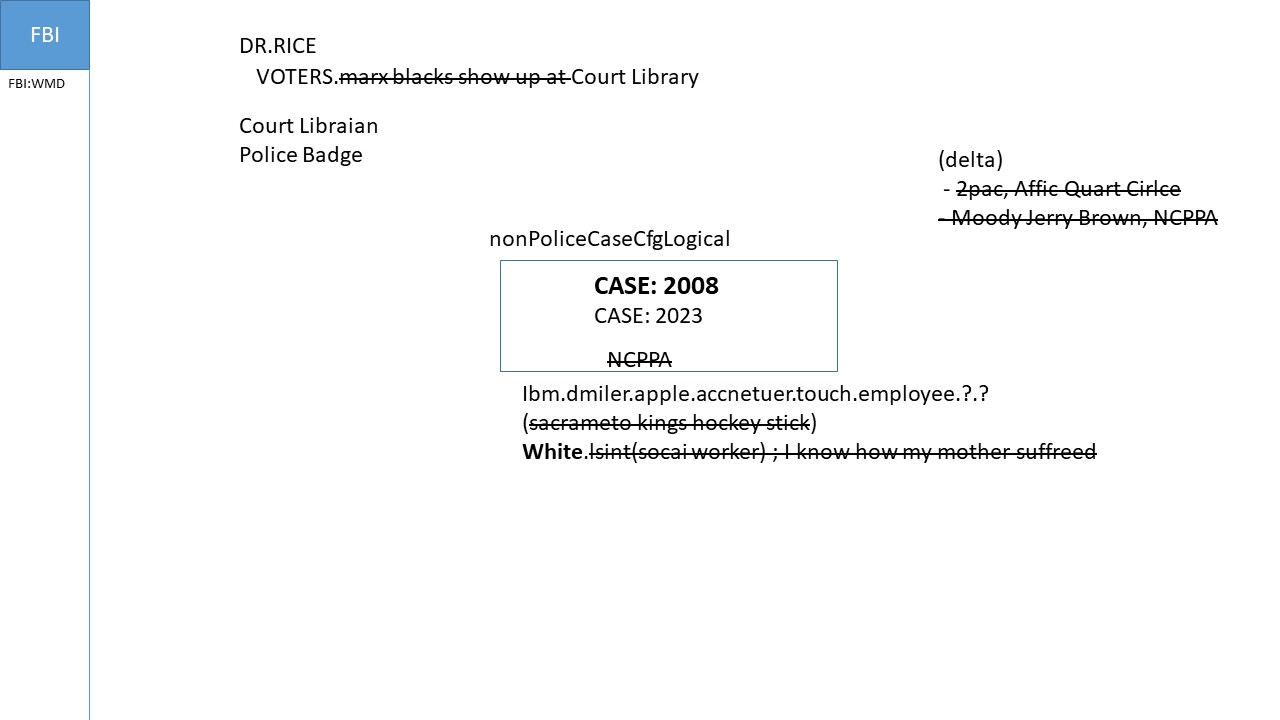 FBI
FBI:WMD
DR.RICE
VOTERS.marx blacks show up at Court Library
Court Libraian
Police Badge
(delta)
- 2pac, Affic Quart Cirlce
- Moody Jerry Brown, NCPPA
nonPoliceCaseCfgLogical
CASE: 2008
CASE: 2023
NCPPA
Ibm.dmiler.apple.accnetuer.touch.employee.?.?
(sacrameto kings hockey stick)
White.lsint(socai worker) ; I know how my mother suffreed